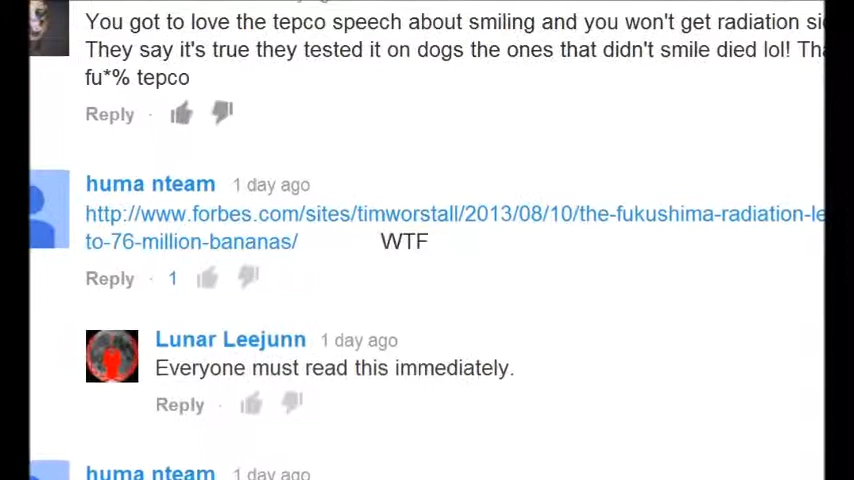 You got to love the tepco speech about smiling and you won't get radiation
They say it's true they tested it on dogs the ones that didn't smile died lol!
fu*% tepco
Reply ·
huma nteam 1 day ago
http://www.forbes.com/sites/timworstall/2013/08/10/the-fukushima-radiation-le
to-76-million-bananas/ WTF
Reply · 1
Lunar Leejunn 1 day ago
Everyone must read this immediately.
Reply ·
huma nteam 1 day ago